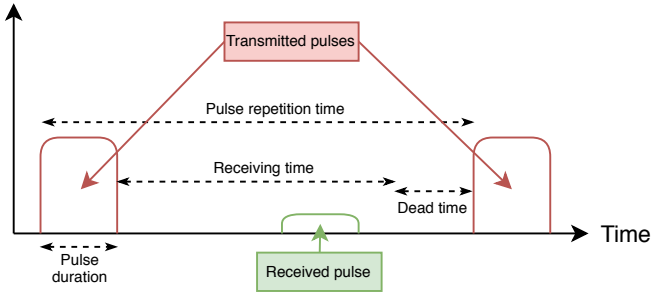 Transmitted pulses
Pulse repetition time
Receiving time
Dead time
Time
Pulse
duration
Received pulse